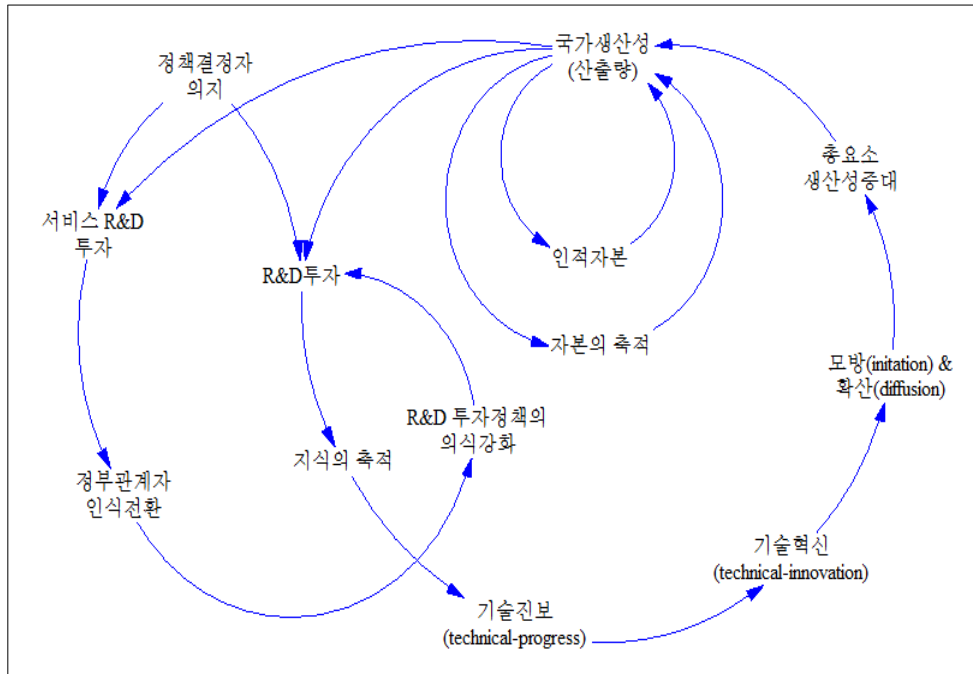 국가생산성
(산출량)
정책결정자
의지
총요소
생산성증대
서비스 R&D
투자
인적자본
R&D투자
자본의 축적
모방(initation) &
확산(diffusion)
R&D 투자정책의
의식강화
지식의 축적
정부관계자
인식전환
기술혁신
(technical-innovation)
기술진보
(technical-progress)